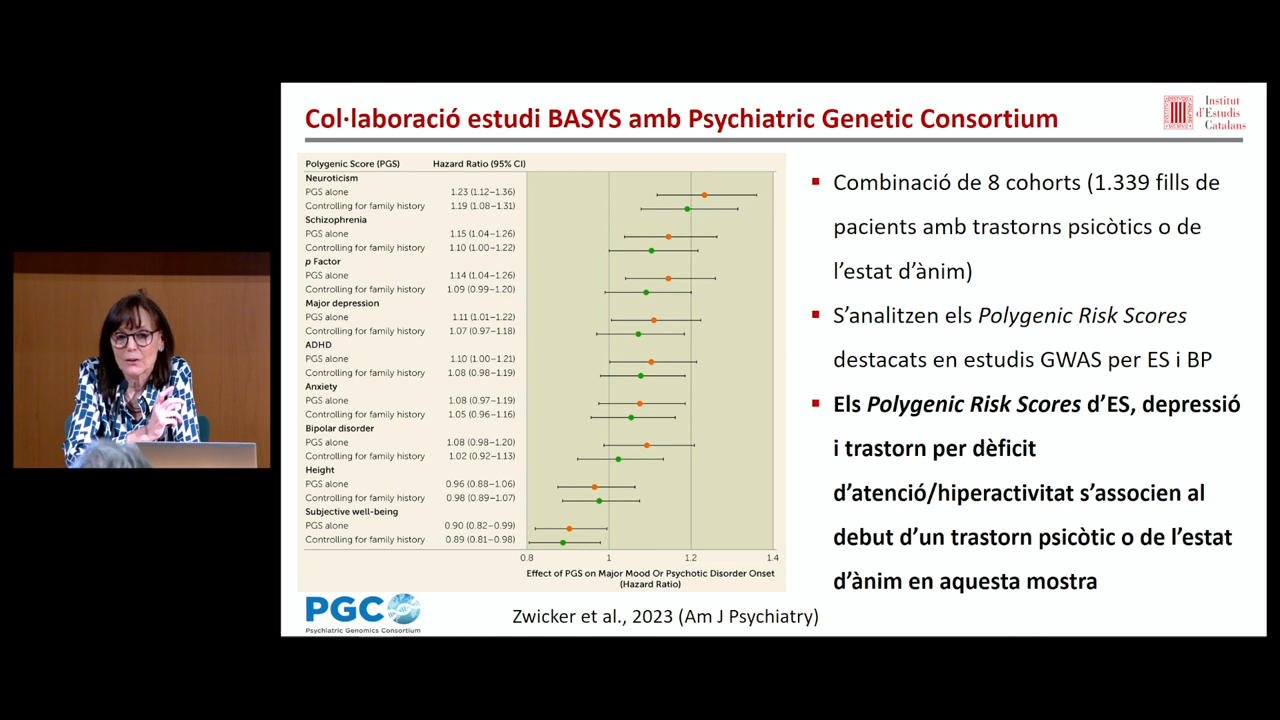 Col·laboració estudi BASYS amb Psychiatric Genetic Consortium
Institut
d'Estudis
Catalans
Polygenic Score (PGS) Hazard Ratio (95% CI)
Neuroticism
PGS alone 1.23 (1.12–1.36)
Controlling for family history 1.19 (1.08–1.31)
Schizophrenia
PGS alone 1.15 (1.04–1.26)
Controlling for family history 1.10 (1.00–1.22)
p Factor
PGS alone 1.14 (1.04–1.26)
Controlling for family history 1.09 (0.99–1.20)
Major depression
PGS alone 1.11 (1.01–1.22)
Controlling for family history 1.07 (0.97–1.18)
ADHD
PGS alone 1.10 (1.00–1.21)
Controlling for family history 1.08 (0.98–1.19)
Anxiety
PGS alone 1.08 (0.97–1.19)
Controlling for family history 1.05 (0.96–1.16)
Bipolar disorder
PGS alone 1.08 (0.98–1.20)
Controlling for family history 1.02 (0.92–1.13)
Height
PGS alone 0.96 (0.88–1.06)
Controlling for family history 0.98 (0.89–1.07)
Subjective well-being
PGS alone 0.90 (0.82–0.99)
Controlling for family history 0.89 (0.81–0.98)
0.8 1 1.2 1.4
Effect of PGS on Major Mood Or Psychotic Disorder Onset
(Hazard Ratio)
PGC
Psychiatric Genomics Consortium
Zwicker et al., 2023 (Am J Psychiatry)
Combinació de 8 cohorts (1.339 fills de
pacients amb trastorns psicòtics o de
l'estat d'ànim)
S'analitzen els Polygenic Risk Scores
destacats en estudis GWAS per ES i BP
Els Polygenic Risk Scores d'ES, depressió
i trastorn per dèficit
d'atenció/hiperactivitat s'associen al
debut d'un trastorn psicòtic o de l'estat
d'ànim en aquesta mostra